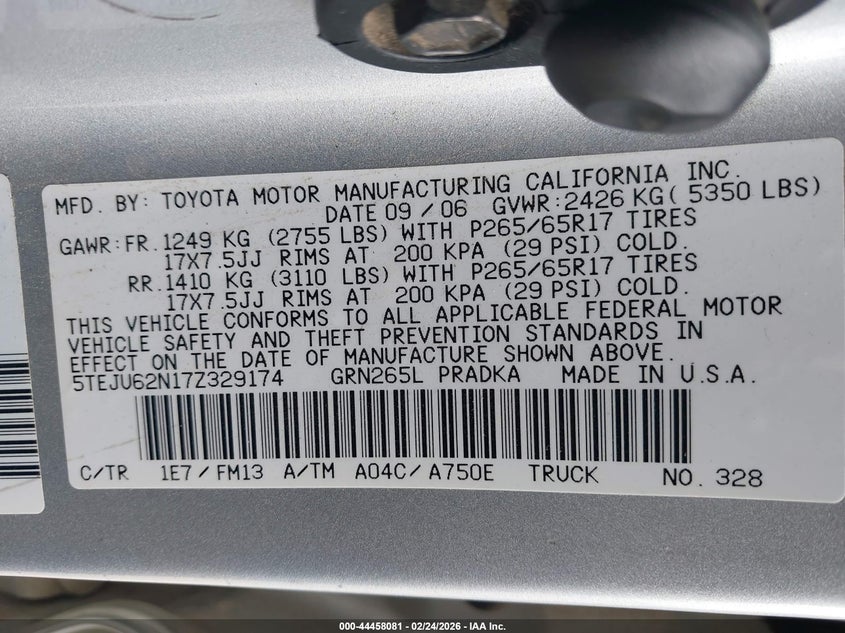 MFD. BY: TOYOTA MOTOR MANUFACTURING CALIFORNIA INC.
DATE 09 / 06 GVWR: 2426 KG( 5350 LBS)
GAWR: FR. 1249 KG (2755 LBS) WITH P265/65R17 TIRES
17X7.5JJ RIMS AT 200 KPA (29 PSI) COLD.
RR. 1410 KG (3110 LBS) WITH P265/65R17 TIRES
17X7.5JJ RIMS AT 200 KPA (29 PSI) COLD.
THIS VEHICLE CONFORMS TO ALL APPLICABLE FEDERAL MOTOR
VEHICLE SAFETY AND THEFT PREVENTION STANDARDS IN
EFFECT ON THE DATE OF MANUFACTURE SHOWN ABOVE.
5TEJU62N17Z329174 GRN265L PRADKA MADE IN U.S.A.
C/TR 1E7 / FM13 A/TM A04C / A750E TRUCK NO. 328
000-44458081 - 02/24/2026 - IAA Inc.